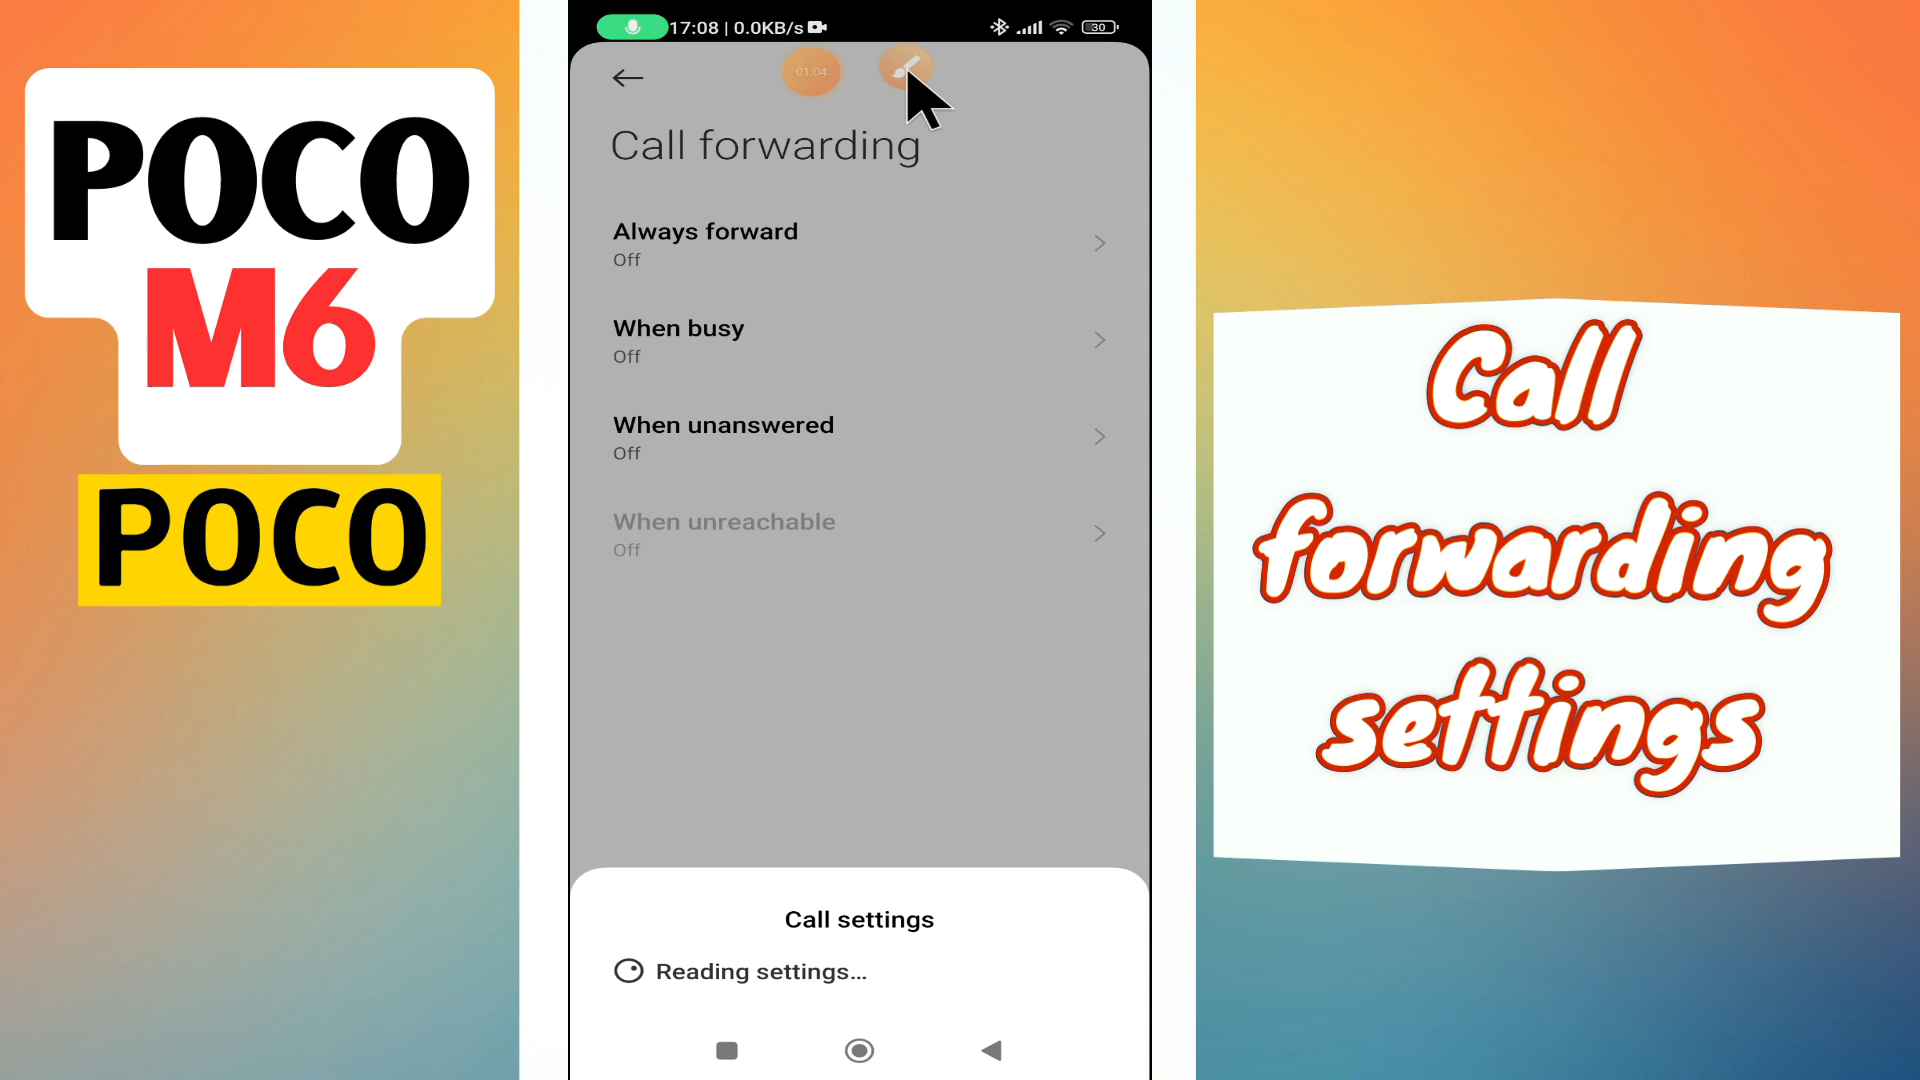 POCO
M6
POCO
17:08 | 0.0KB/s
30
01:04
Call forwarding
Always forward
Off
When busy
Off
When unanswered
Off
When unreachable
Off
Call settings
Reading settings...
Call
forwarding
settings